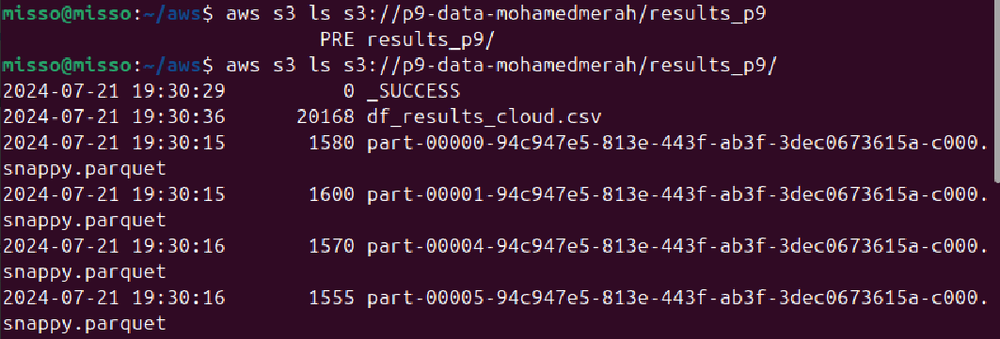 misso@misso:~/aws$ aws s3 ls s3://p9-data-mohamedmerah/results_p9
                           PRE results_p9/
misso@misso:~/aws$ aws s3 ls s3://p9-data-mohamedmerah/results_p9/
2024-07-21 19:30:29          0 _SUCCESS
2024-07-21 19:30:36      20168 df_results_cloud.csv
2024-07-21 19:30:15       1580 part-00000-94c947e5-813e-443f-ab3f-3dec0673615a-c000.
snappy.parquet
2024-07-21 19:30:15       1600 part-00001-94c947e5-813e-443f-ab3f-3dec0673615a-c000.
snappy.parquet
2024-07-21 19:30:16       1570 part-00004-94c947e5-813e-443f-ab3f-3dec0673615a-c000.
snappy.parquet
2024-07-21 19:30:16       1555 part-00005-94c947e5-813e-443f-ab3f-3dec0673615a-c000.
snappy.parquet